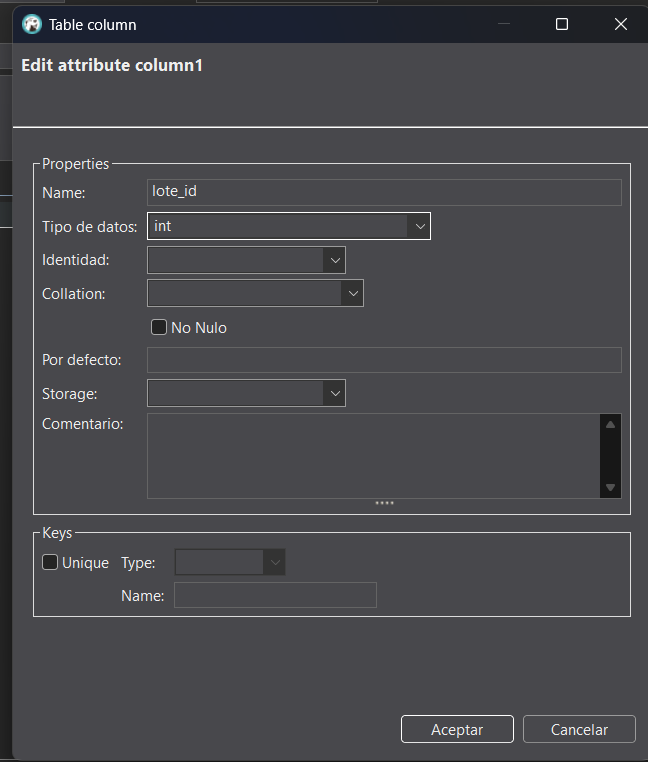 Table column
Edit attribute column1
Properties
Name: lote_id
Tipo de datos: int
Identidad:
Collation:
No Nulo
Por defecto:
Storage:
Comentario:
Keys
Unique Type:
Name:
Aceptar Cancelar